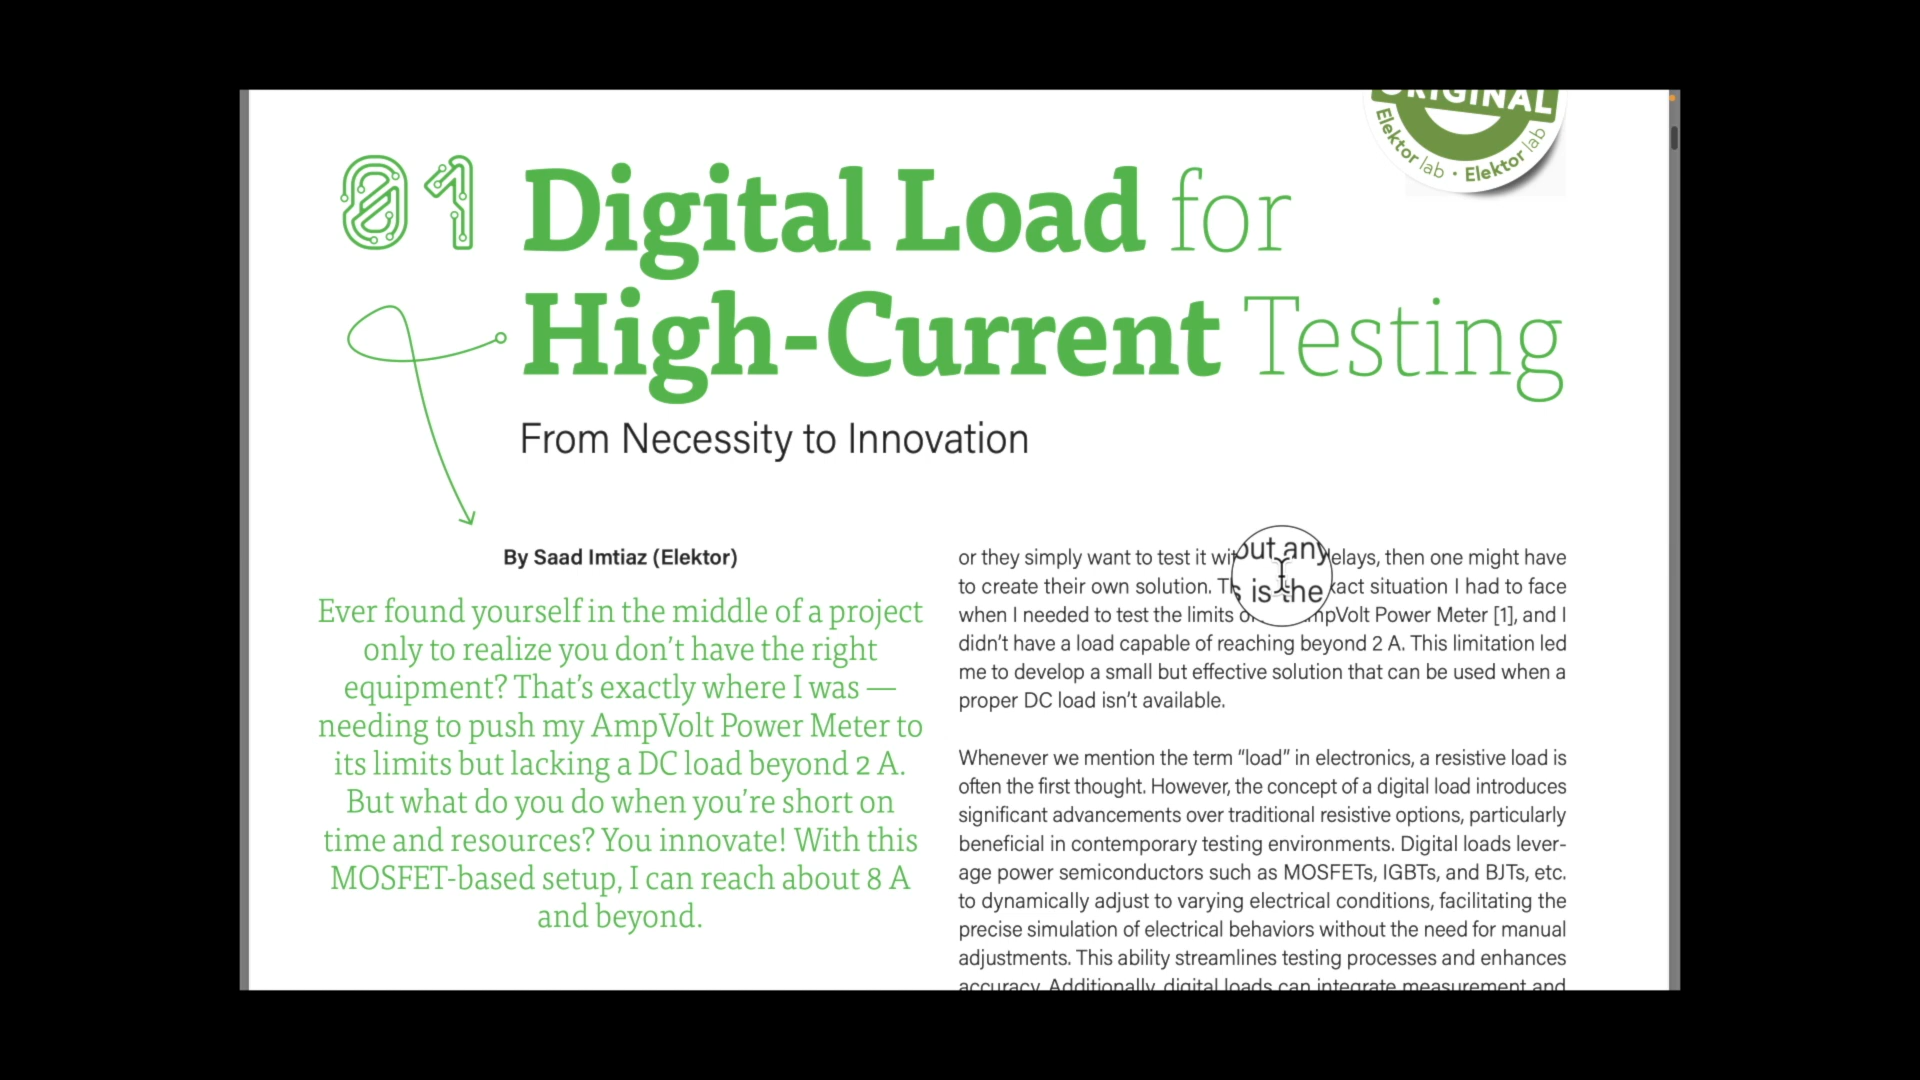 ORIGINAL
Elektor lab • Elektor lab
01
Digital Load for
High-Current Testing
From Necessity to Innovation
By Saad Imtiaz (Elektor)
Ever found yourself in the middle of a project
only to realize you don’t have the right
equipment? That’s exactly where I was —
needing to push my AmpVolt Power Meter to
its limits but lacking a DC load beyond 2 A.
But what do you do when you’re short on
time and resources? You innovate! With this
MOSFET-based setup, I can reach about 8 A
and beyond.
or they simply want to test it without any delays, then one might have
to create their own solution. This is the exact situation I had to face
when I needed to test the limits AmpVolt Power Meter [1], and I
didn’t have a load capable of reaching beyond 2 A. This limitation led
me to develop a small but effective solution that can be used when a
proper DC load isn’t available.
Whenever we mention the term “load” in electronics, a resistive load is
often the first thought. However, the concept of a digital load introduces
significant advancements over traditional resistive options, particularly
beneficial in contemporary testing environments. Digital loads lever-
age power semiconductors such as MOSFETs, IGBTs, and BJTs, etc.
to dynamically adjust to varying electrical conditions, facilitating the
precise simulation of electrical behaviors without the need for manual
adjustments. This ability streamlines testing processes and enhances
accuracy. Additionally, digital loads can integrate measurement and